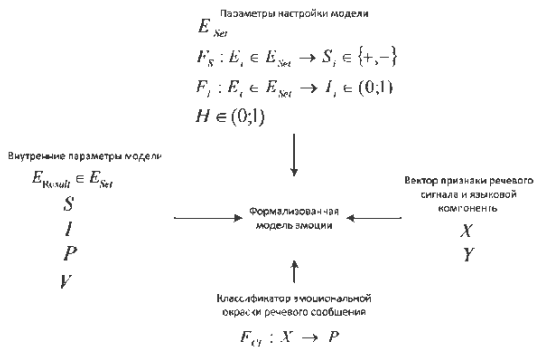 Параметры настройки модели
E_Set
F_S : E_i ∈ E_Set → S_i ∈ {+,−}
F_I : E_i ∈ E_Set → I_i ∈ (0;1)
H ∈ (0;1)
Внутренние параметры модели
E_Result ∈ E_Set
S
I
P
V
Формализованная
модель эмоции
Вектор признаки речевого
сигнала и языковой
компоненть
X
Y
Классификатор эмоциональной
окраски речевого сообщения
F_Cl : X → P